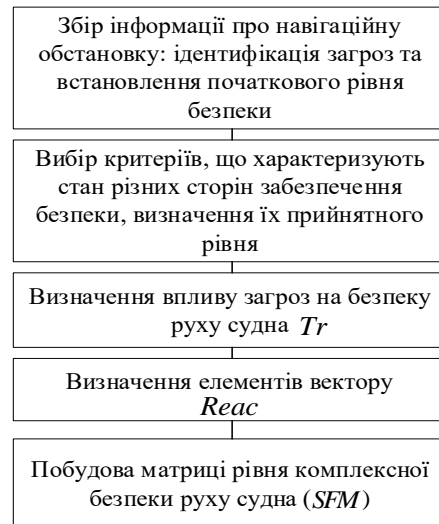 Збір інформації про навігаційну
обстановку: ідентифікація загроз та
встановлення початкового рівня
безпеки
Вибір критеріїв, що характеризують
стан різних сторін забезпечення
безпеки, визначення їх прийнятного
рівня
Визначення впливу загроз на безпеку
руху судна Tr
Визначення елементів вектору
Reac
Побудова матриці рівня комплексної
безпеки руху судна (SFM)